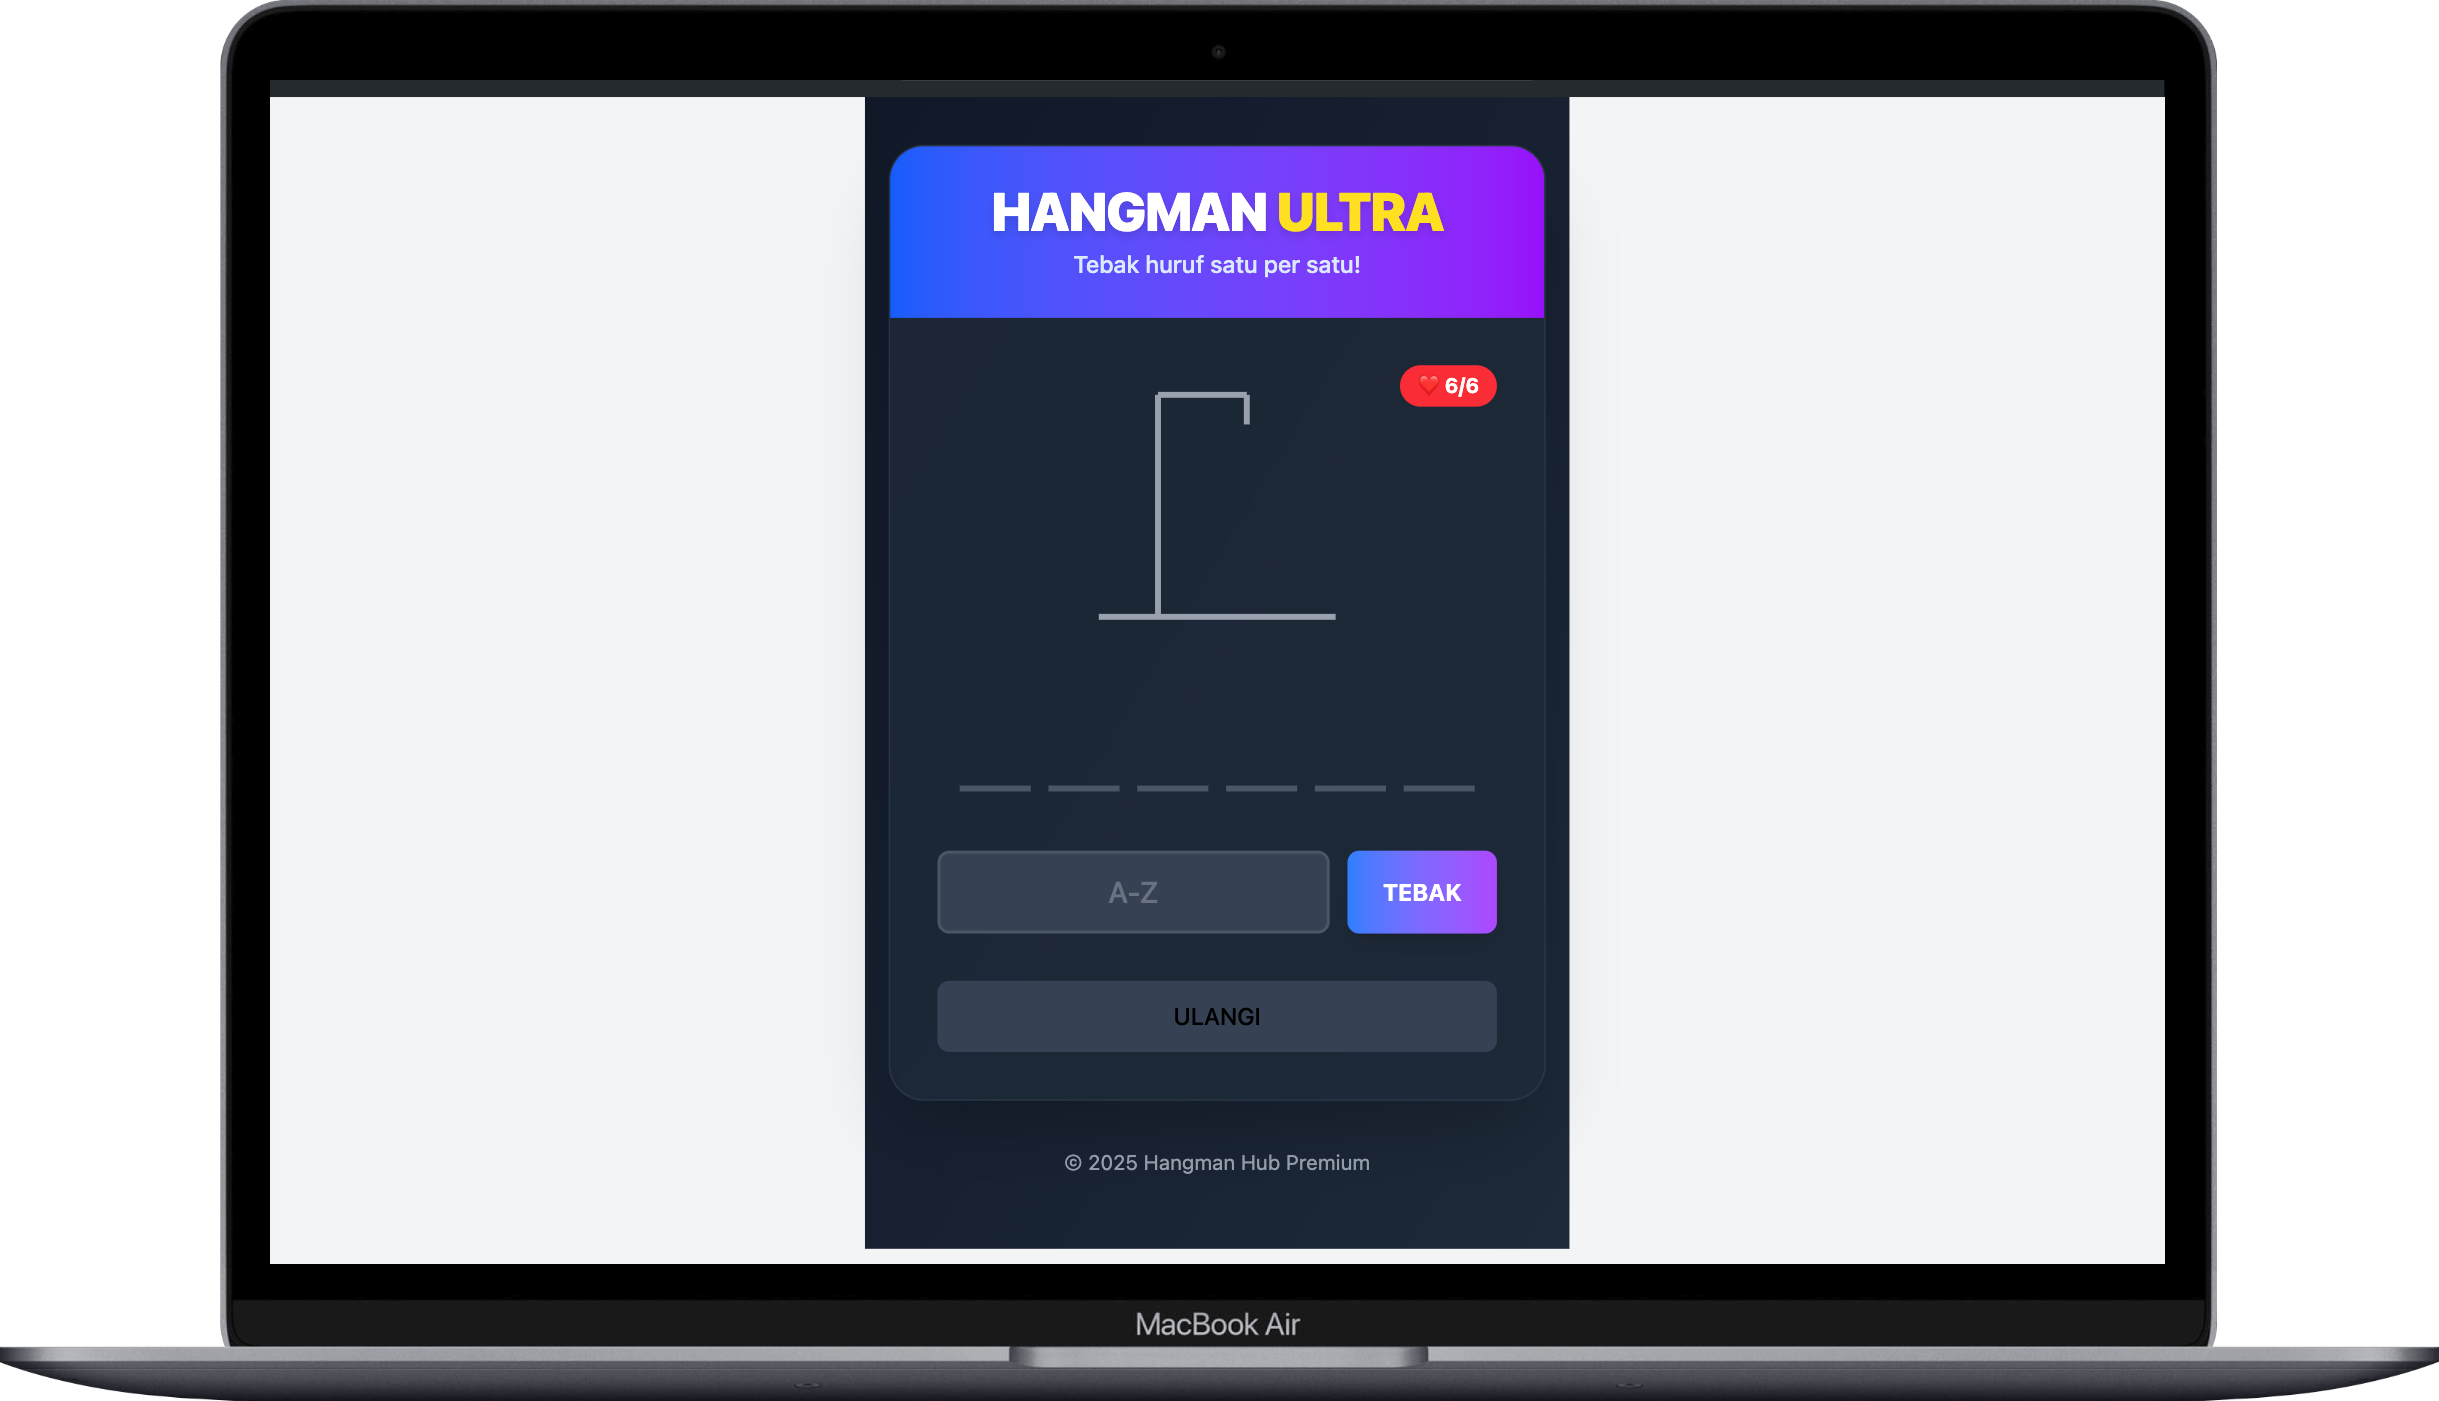 HANGMAN ULTRA
Tebak huruf satu per satu!
❤️ 6/6
A-Z
TEBAK
ULANGI
© 2025 Hangman Hub Premium
MacBook Air